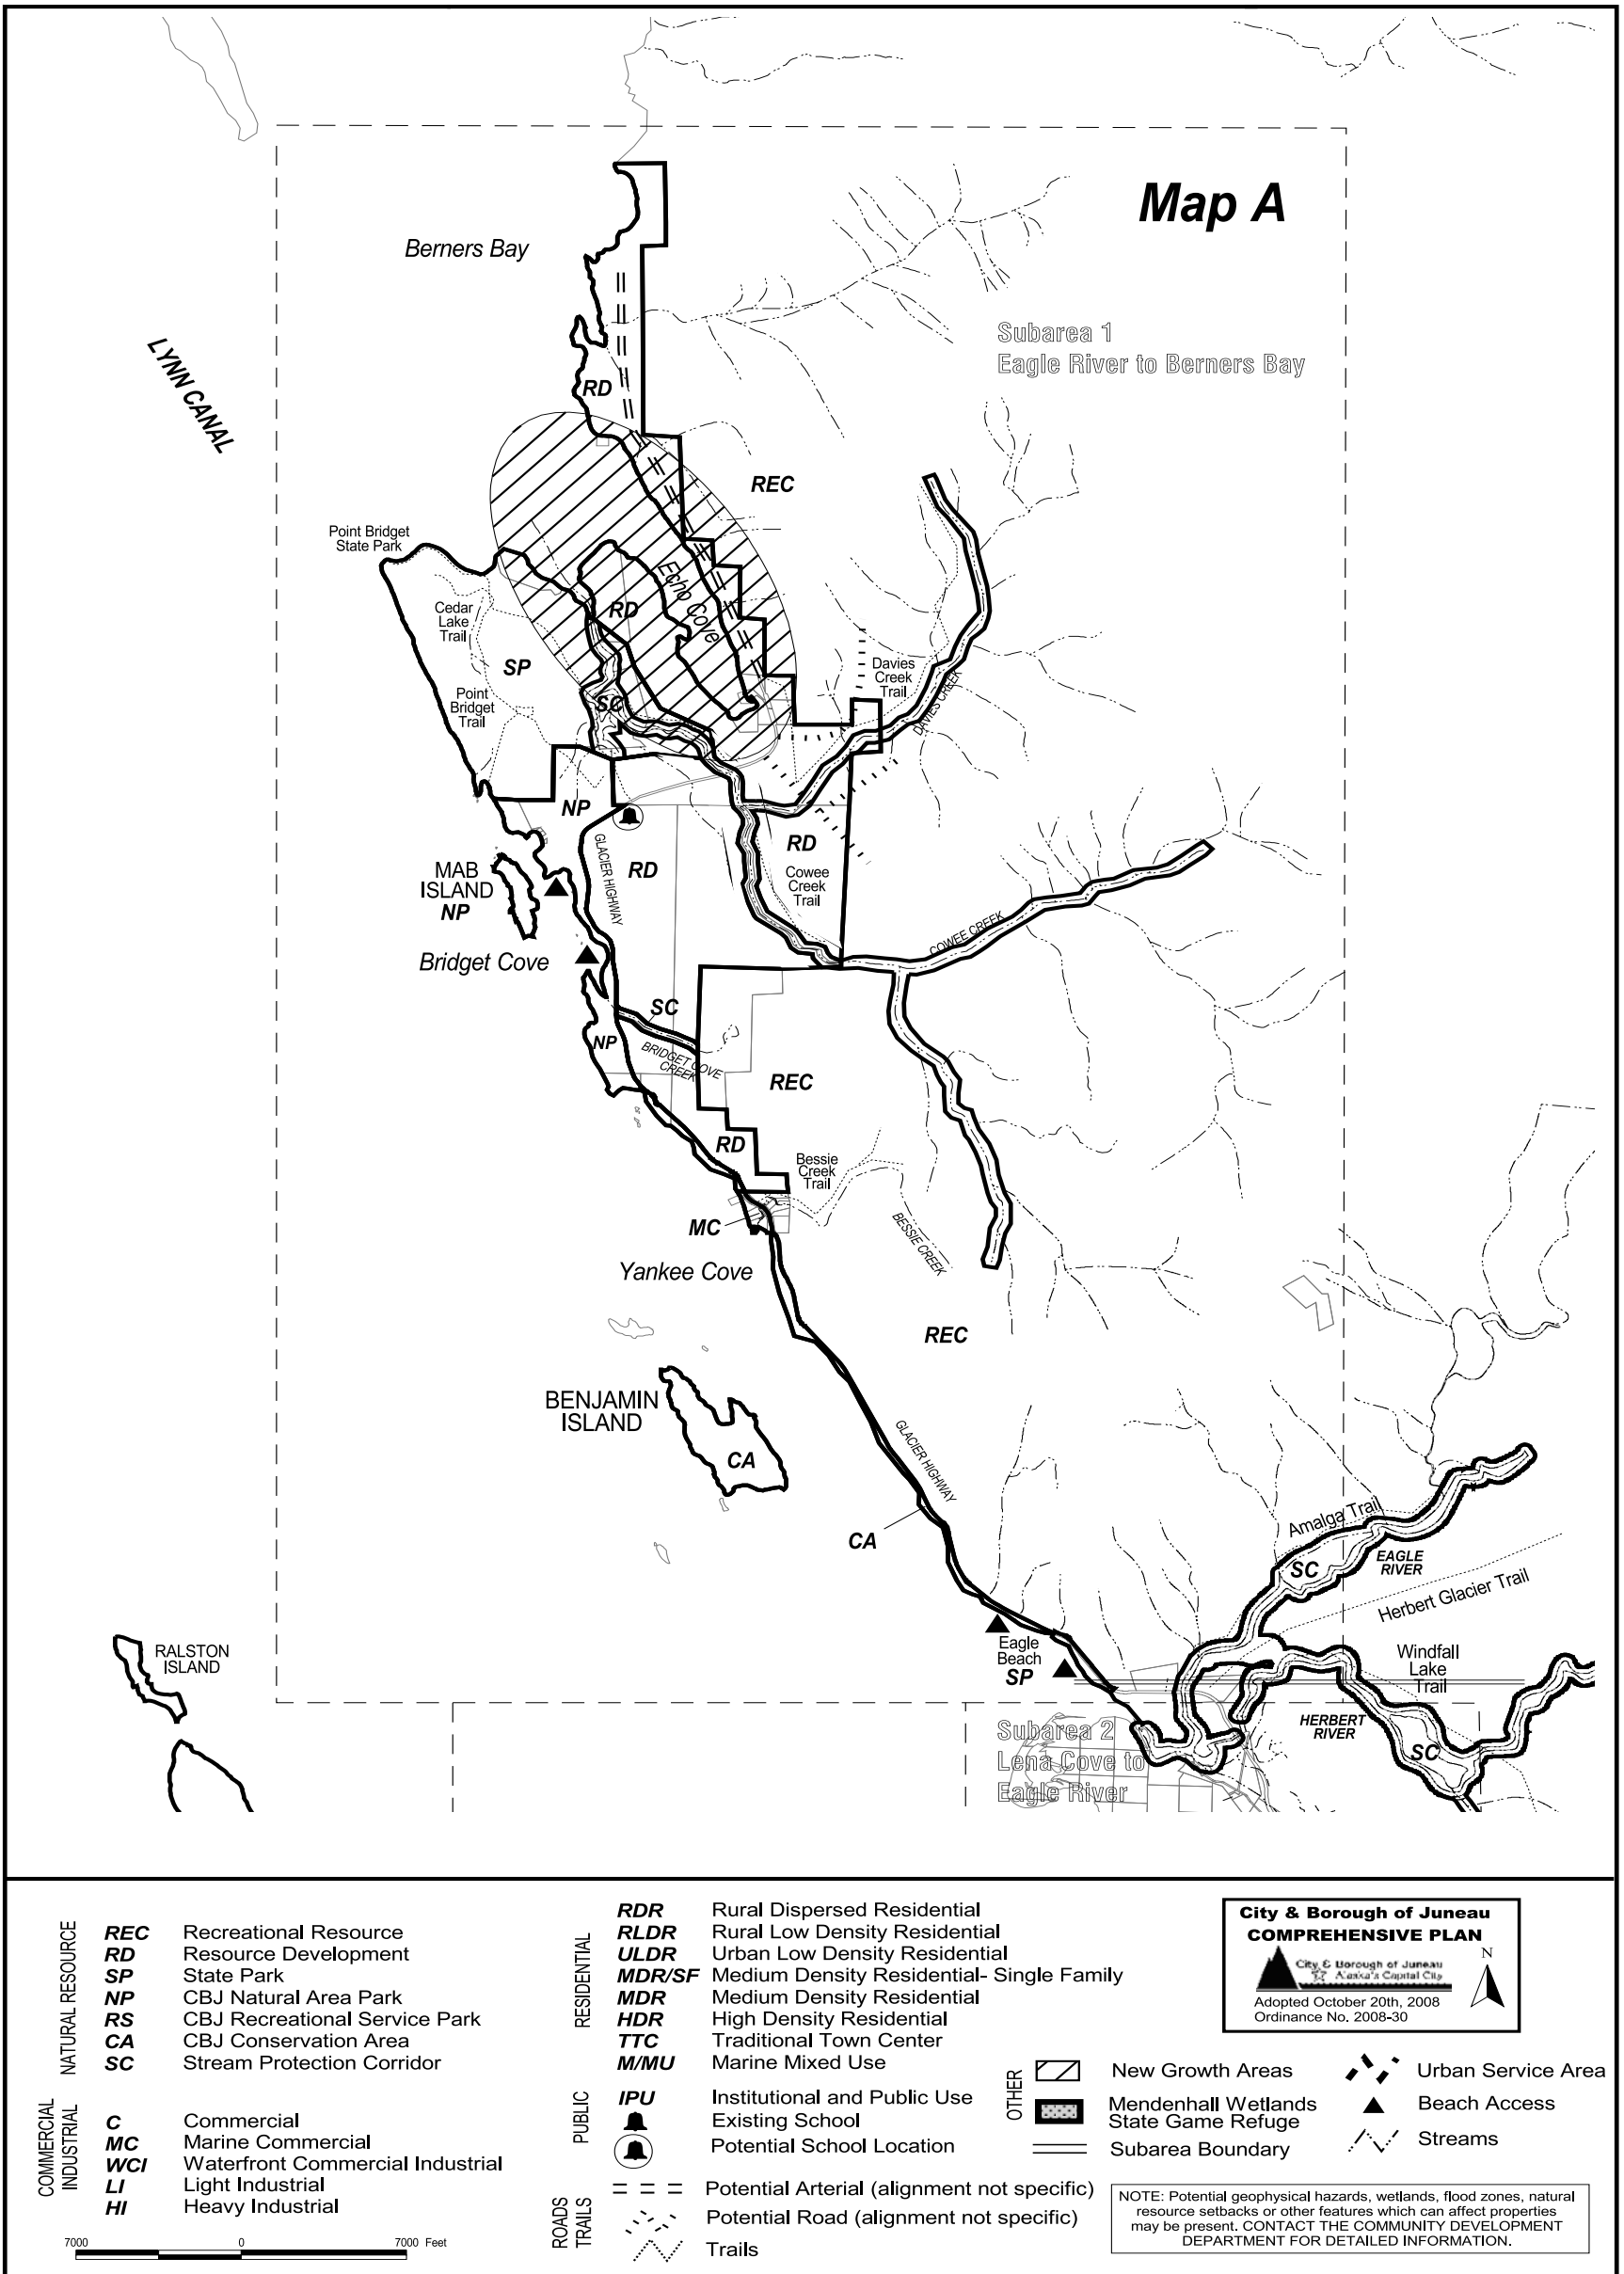 Map A
Berners Bay
LYNN CANAL
Subarea 1
Eagle River to Berners Bay
RD
REC
Point Bridget
State Park
Cedar
Lake
Trail
SP
Point
Bridget
Trail
RD
Echo Cove
SC
Davies
Creek
Trail
DAVIES CREEK
NP
GLACIER HIGHWAY
RD
RD
Cowee
Creek
Trail
MAB
ISLAND
NP
COWEE CREEK
Bridget Cove
SC
NP
BRIDGET COVE
CREEK
REC
RD
Bessie
Creek
Trail
BESSIE CREEK
MC
Yankee Cove
REC
BENJAMIN
ISLAND
CA
GLACIER HIGHWAY
CA
Amalga Trail
SC
EAGLE
RIVER
Herbert Glacier Trail
Eagle
Beach
SP
Windfall
Lake
Trail
RALSTON
ISLAND
HERBERT
RIVER
SC
Subarea 2
Lena Cove to
Eagle River
NATURAL RESOURCE
REC Recreational Resource
RD Resource Development
SP State Park
NP CBJ Natural Area Park
RS CBJ Recreational Service Park
CA CBJ Conservation Area
SC Stream Protection Corridor
COMMERCIAL
INDUSTRIAL
C Commercial
MC Marine Commercial
WCI Waterfront Commercial Industrial
LI Light Industrial
HI Heavy Industrial
7000 0 7000 Feet
RESIDENTIAL
RDR Rural Dispersed Residential
RLDR Rural Low Density Residential
ULDR Urban Low Density Residential
MDR/SF Medium Density Residential- Single Family
MDR Medium Density Residential
HDR High Density Residential
TTC Traditional Town Center
M/MU Marine Mixed Use
PUBLIC
IPU Institutional and Public Use
Existing School
Potential School Location
ROADS
TRAILS
Potential Arterial (alignment not specific)
Potential Road (alignment not specific)
Trails
City & Borough of Juneau
COMPREHENSIVE PLAN
City & Borough of Juneau
Alaska's Capital City
N
Adopted October 20th, 2008
Ordinance No. 2008-30
OTHER
New Growth Areas
Mendenhall Wetlands
State Game Refuge
Subarea Boundary
Urban Service Area
Beach Access
Streams
NOTE: Potential geophysical hazards, wetlands, flood zones, natural
resource setbacks or other features which can affect properties
may be present. CONTACT THE COMMUNITY DEVELOPMENT
DEPARTMENT FOR DETAILED INFORMATION.